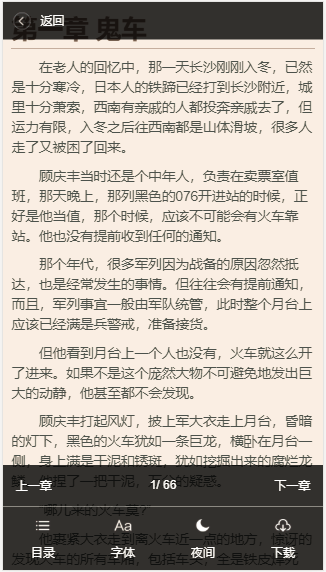 返回
第一章 鬼车
在老人的回忆中，那一天长沙刚刚入冬，已然
是十分寒冷，日本人的铁蹄已经打到长沙附近，城
里十分萧索，西南有亲戚的人都投奔亲戚去了，但
运力有限，入冬之后往西南都是山体滑坡，很多人
走了又被困了回来。
顾庆丰当时还是个中年人，负责在卖票室值
班，那天晚上，那列黑色的076开进站的时候，正
好是他当值，那个时候，应该不可能会有火车靠
站。他也没有提前收到任何的通知。
那个年代，很多军列因为战备的原因忽然抵
达，也是经常发生的事情。但往往会有提前通知，
而且，军列事宜一般由军队统管，此时整个月台上
应该已经满是兵警戒，准备接货。
但他看到月台上一个人也没有，火车就这么开
了进来。如果不是这个庞然大物不可避免地发出巨
大的动静，他甚至都不会发现。
顾庆丰打起风灯，披上军大衣走上月台，昏暗
的灯下，黑色的火车犹如一条巨龙，横卧在月台一
侧，身上满是干泥和锈斑，犹如挖掘出来的腐烂龙
上一章 1/ 66 下一章
“哪儿来的火车莫？”
他裹紧大衣走到离火车近一点的方，惊讶的
目录 字体 夜间 下载